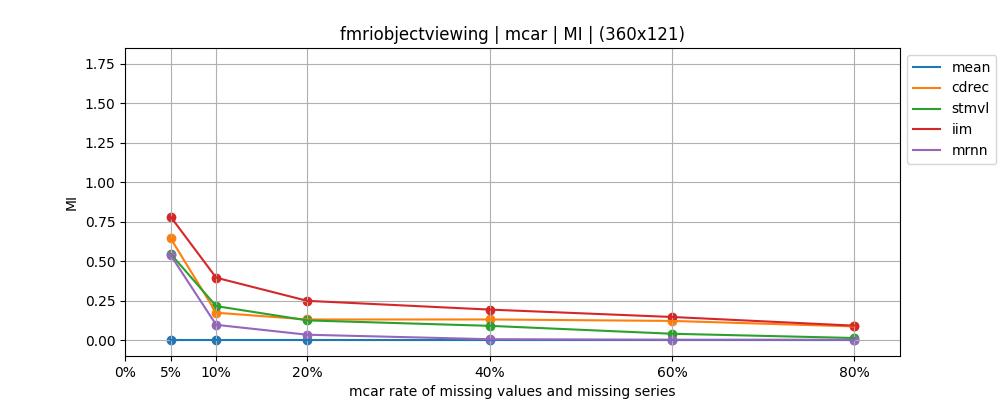 fmriobjectviewing | mcar | MI | (360x121)
1.75
1.50
1.25
1.00
0.75
0.50
0.25
0.00
MI
0% 5% 10% 20% 40% 60% 80%
mcar rate of missing values and missing series
mean
cdrec
stmvl
iim
mrnn